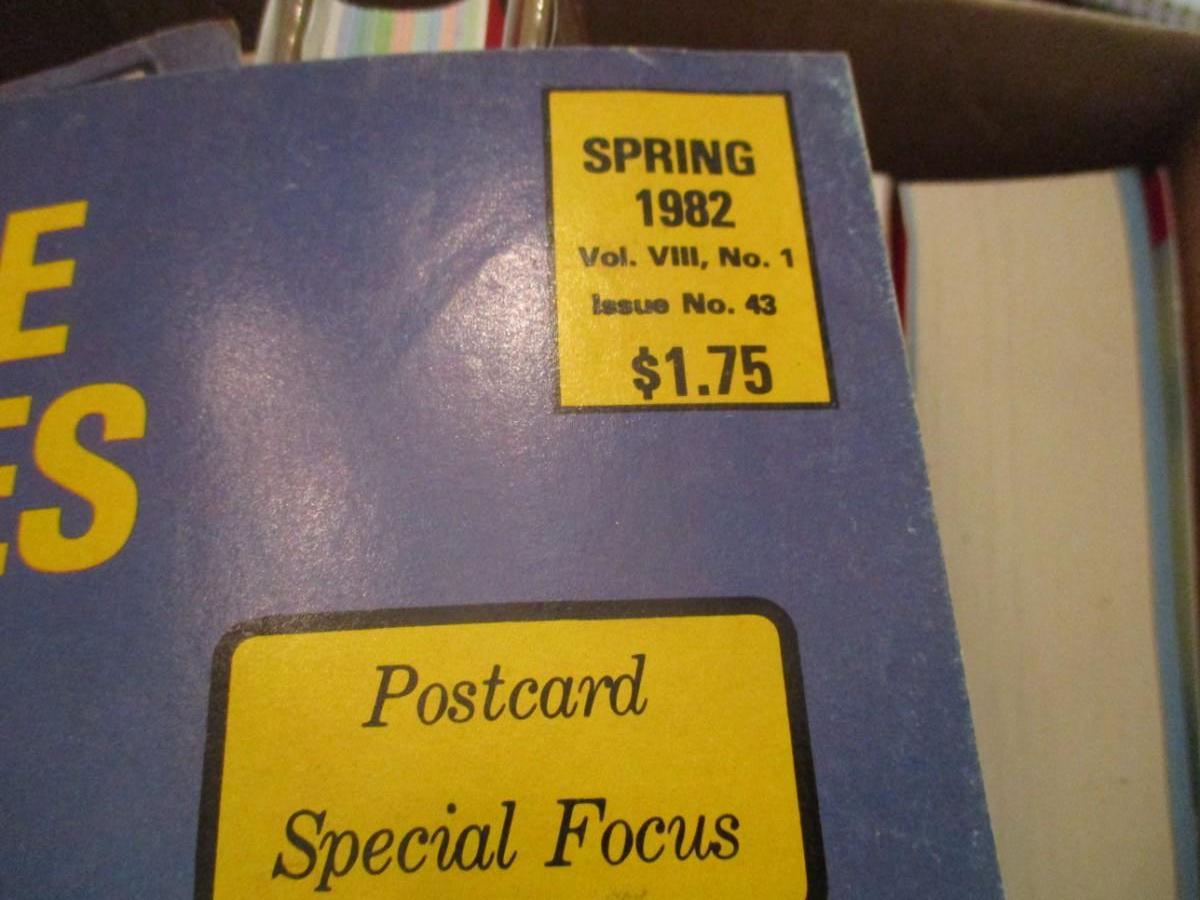 SPRING
1982
Vol. VIII, No. 1
Issue No. 43
$1.75
E
ES
Postcard
Special Focus